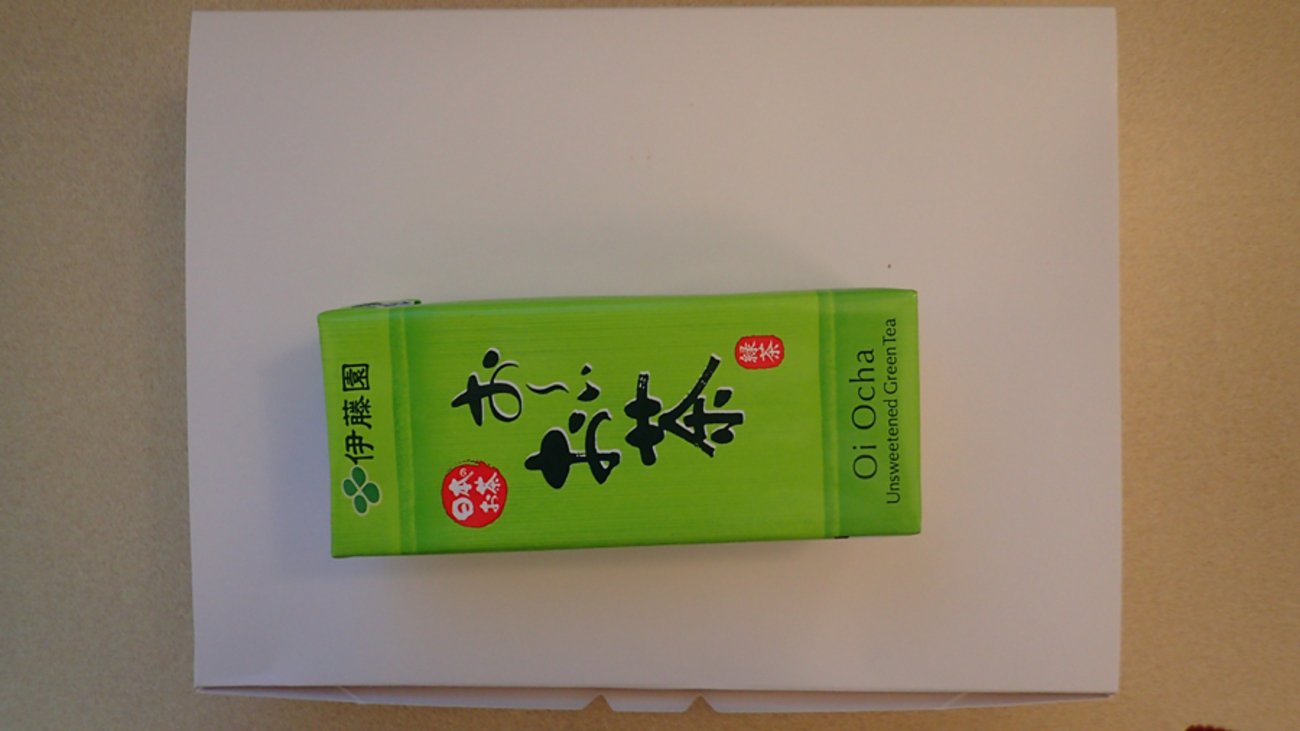 伊藤園
お〜い
お茶
日本の
お茶
緑茶
Oi Ocha
Unsweetened Green Tea